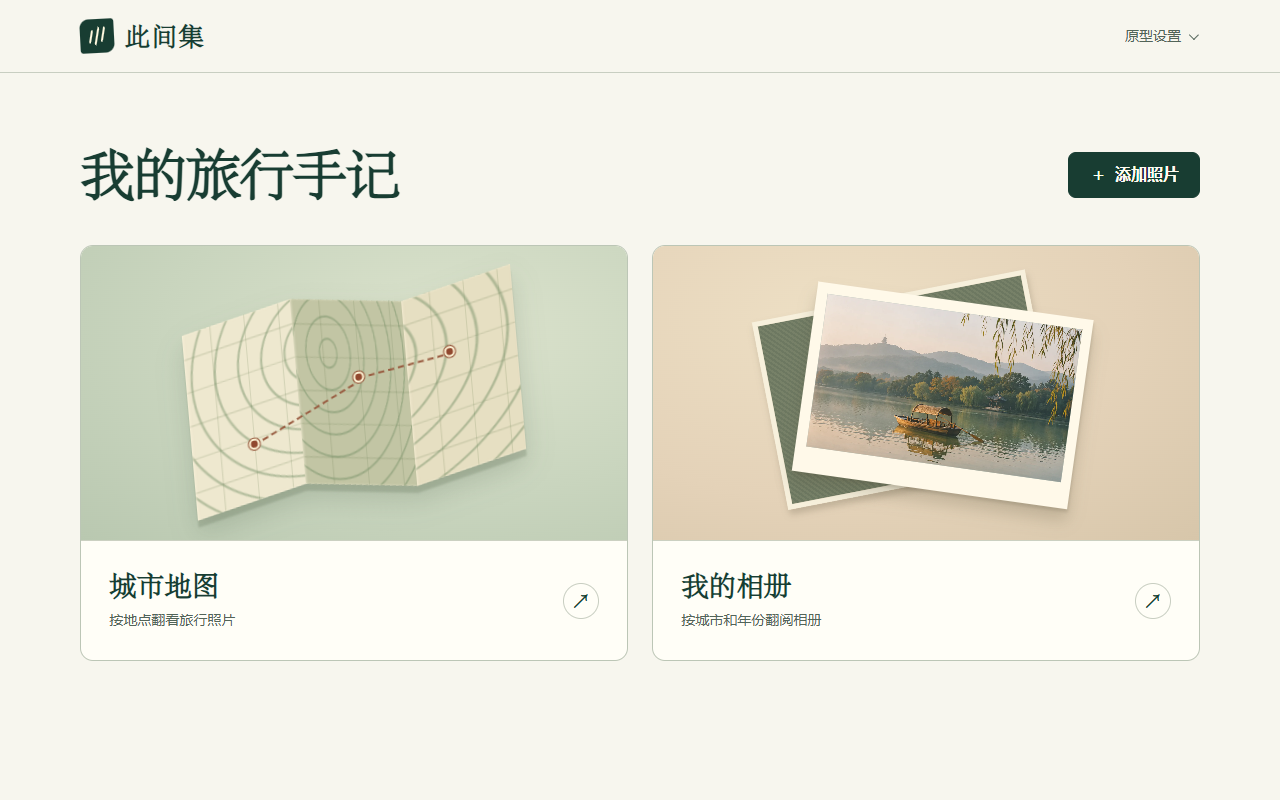 此间集
原型设置
我的旅行手记
+ 添加照片
城市地图
按地点翻看旅行照片
我的相册
按城市和年份翻阅相册